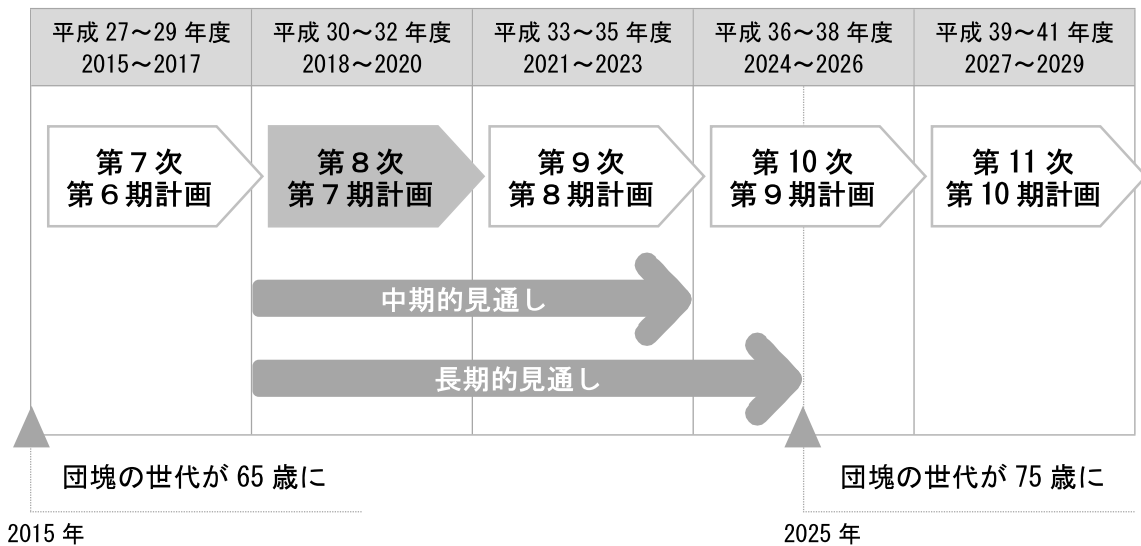 平成 27～29 年度
2015～2017
平成 30～32 年度
2018～2020
平成 33～35 年度
2021～2023
平成 36～38 年度
2024～2026
平成 39～41 年度
2027～2029
第７次
第６期計画
第８次
第７期計画
第９次
第８期計画
第 10 次
第９期計画
第 11 次
第 10 期計画
中期的見通し
長期的見通し
団塊の世代が 65 歳に
団塊の世代が 75 歳に
2015 年
2025 年